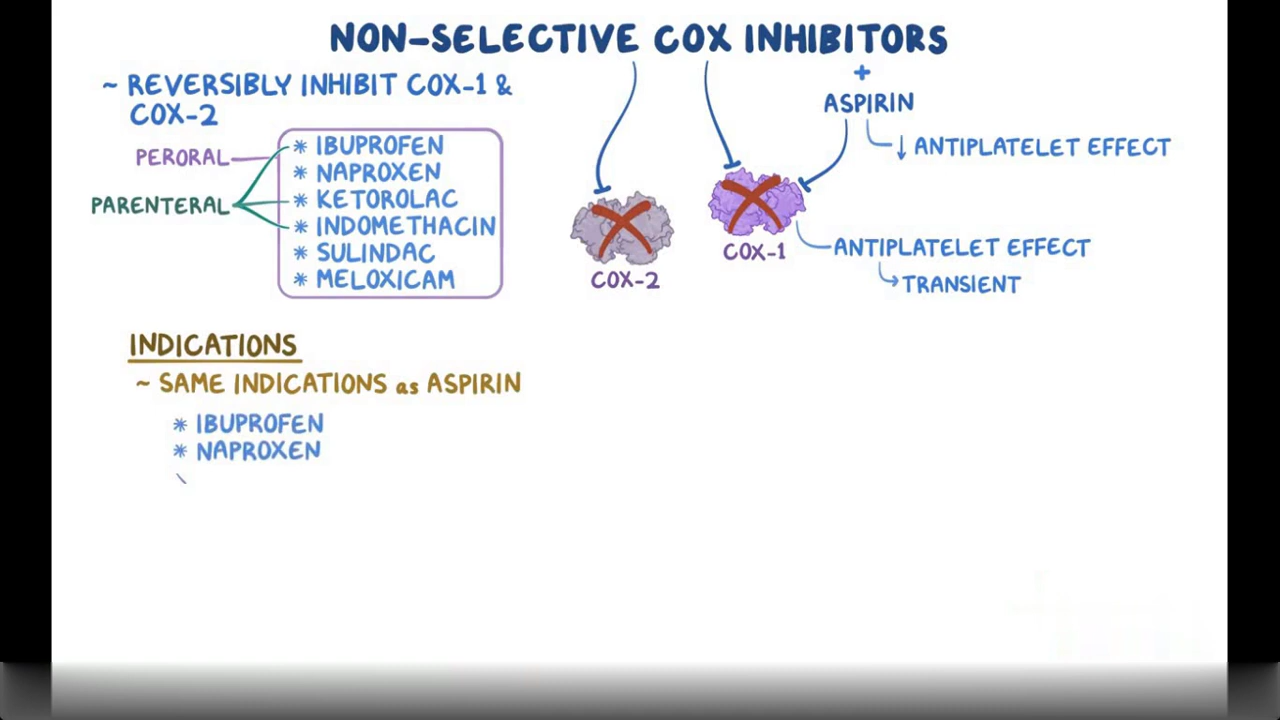 NON-SELECTIVE COX INHIBITORS
~ REVERSIBLY INHIBIT COX-1 &
COX-2
PERORAL
PARENTERAL
* IBUPROFEN
* NAPROXEN
* KETOROLAC
* INDOMETHACIN
* SULINDAC
* MELOXICAM
COX-2
COX-1
+
ASPIRIN
↓ ANTIPLATELET EFFECT
ANTIPLATELET EFFECT
TRANSIENT
INDICATIONS
~ SAME INDICATIONS as ASPIRIN
* IBUPROFEN
* NAPROXEN